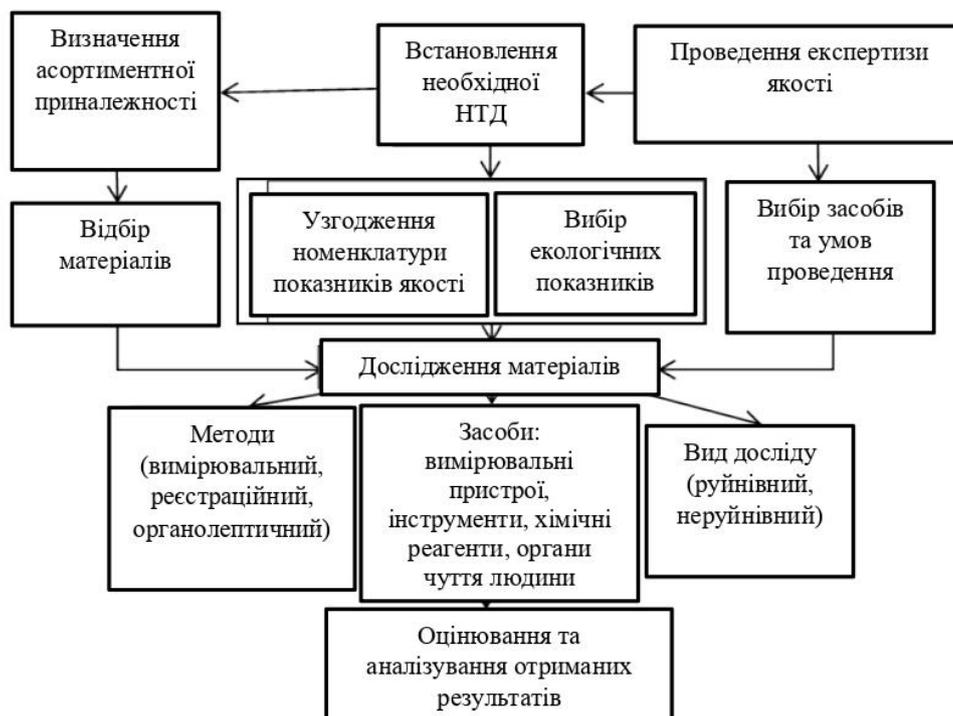 Визначення
асортиментної
приналежності
Встановлення
необхідної
НТД
Проведення експертизи
якості
Відбір
матеріалів
Узгодження
номенклатури
показників якості
Вибір
екологічних
показників
Вибір засобів
та умов
проведення
Дослідження матеріалів
Методи
(вимірювальний,
реєстраційний,
органолептичний)
Засоби:
вимірювальні
пристрої,
інструменти, хімічні
реагенти, органи
чуття людини
Вид досліду
(руйнівний,
неруйнівний)
Оцінювання та
аналізування отриманих
результатів